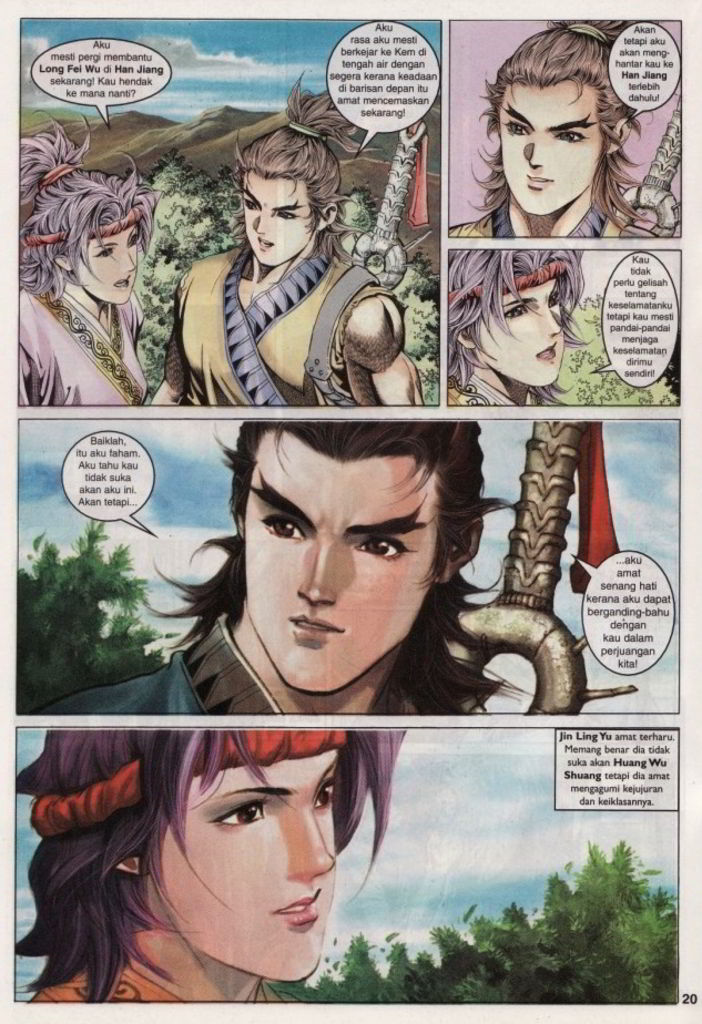 Aku
mesti pergi membantu
Long Fei Wu di Han Jiang
sekarang! Kau hendak
ke mana nanti?
Aku
rasa aku mesti
berkejar ke Kem di
tengah air dengan
segera kerana keadaan
di barisan depan itu
amat mencemaskan
sekarang!
Akan
tetapi aku
akan meng-
hantar kau ke
Han Jiang
terlebih
dahulu!
Kau
tidak
perlu gelisah
tentang
keselamatanku
tetapi kau mesti
pandai-pandai
menjaga
keselamatan
dirimu
sendiri!
Baiklah,
itu aku faham.
Aku tahu kau
tidak suka
akan aku ini.
Akan tetapi...
...aku
amat
senang hati
kerana aku dapat
berganding-bahu
dengan
kau dalam
perjuangan
kita!
Jin Ling Yu amat terharu.
Memang benar dia tidak
suka akan Huang Wu
Shuang tetapi dia amat
mengagumi kejujuran
dan keiklasannya.
20